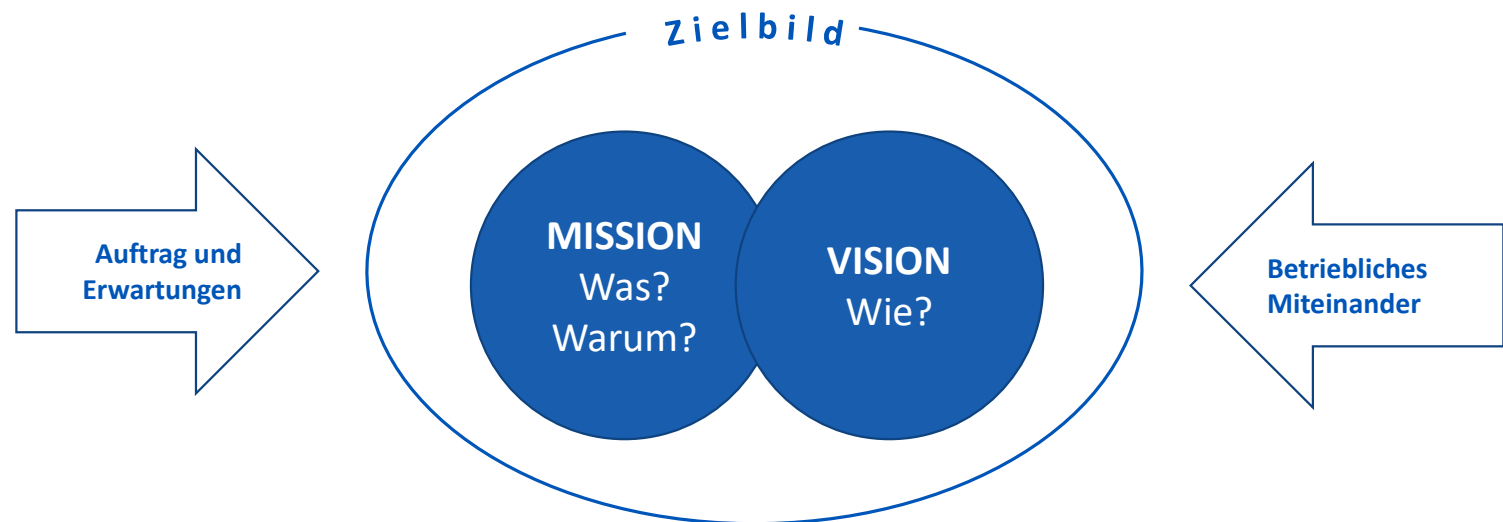 Zielbild
Auftrag und
Erwartungen
MISSION
Was?
Warum?
VISION
Wie?
Betriebliches
Miteinander